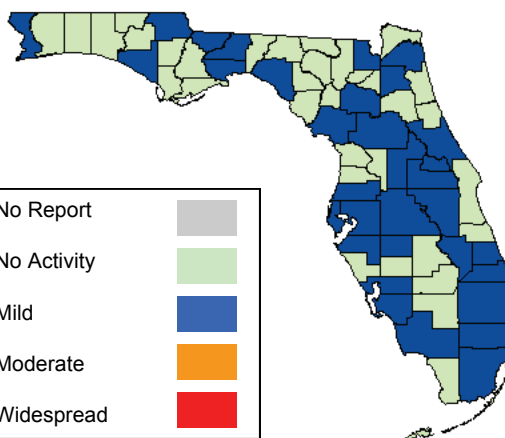 No Report
No Activity
Mild
Moderate
Widespread